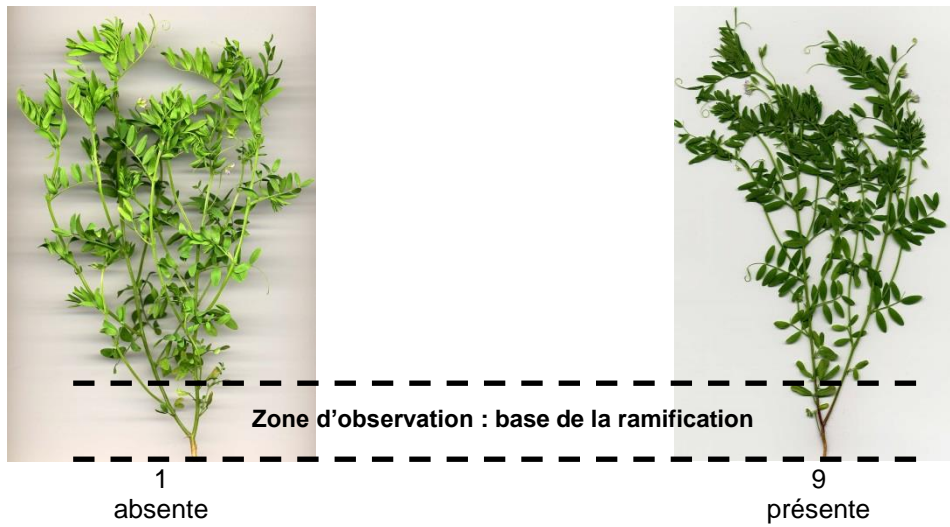 Zone d'observation : base de la ramification
1
absente
9
présente